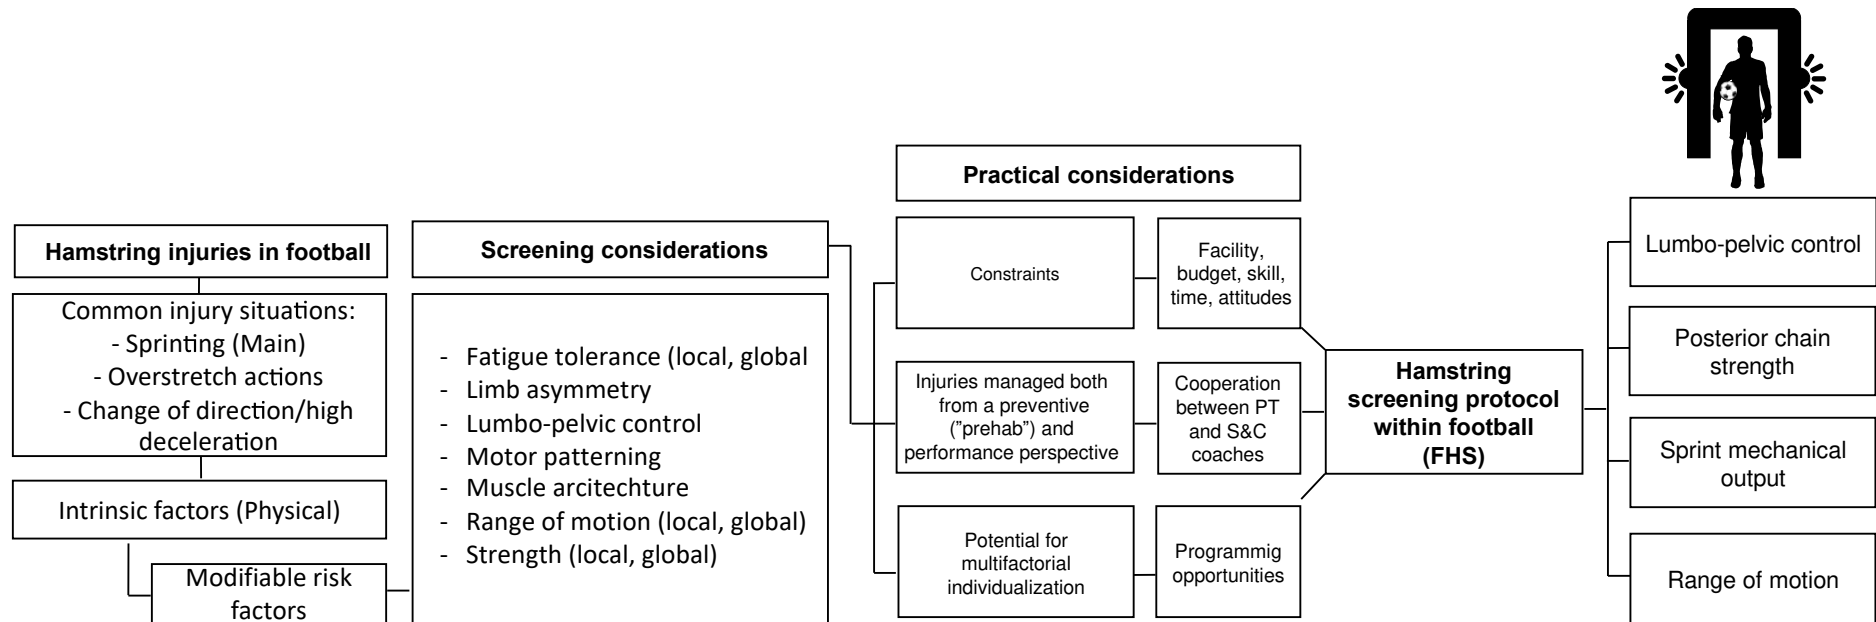 Hamstring injuries in football
Common injury situations:
- Sprinting (Main)
- Overstretch actions
- Change of direction/high
deceleration
Intrinsic factors (Physical)
Modifiable risk
factors
Screening considerations
- Fatigue tolerance (local, global
- Limb asymmetry
- Lumbo-pelvic control
- Motor patterning
- Muscle arcitechture
- Range of motion (local, global)
- Strength (local, global)
Practical considerations
Constraints
Facility,
budget, skill,
time, attitudes
Injuries managed both
from a preventive
("prehab") and
performance perspective
Cooperation
between PT
and S&C
coaches
Potential for
multifactorial
individualization
Programmig
opportunities
Hamstring
screening protocol
within football
(FHS)
Lumbo-pelvic control
Posterior chain
strength
Sprint mechanical
output
Range of motion